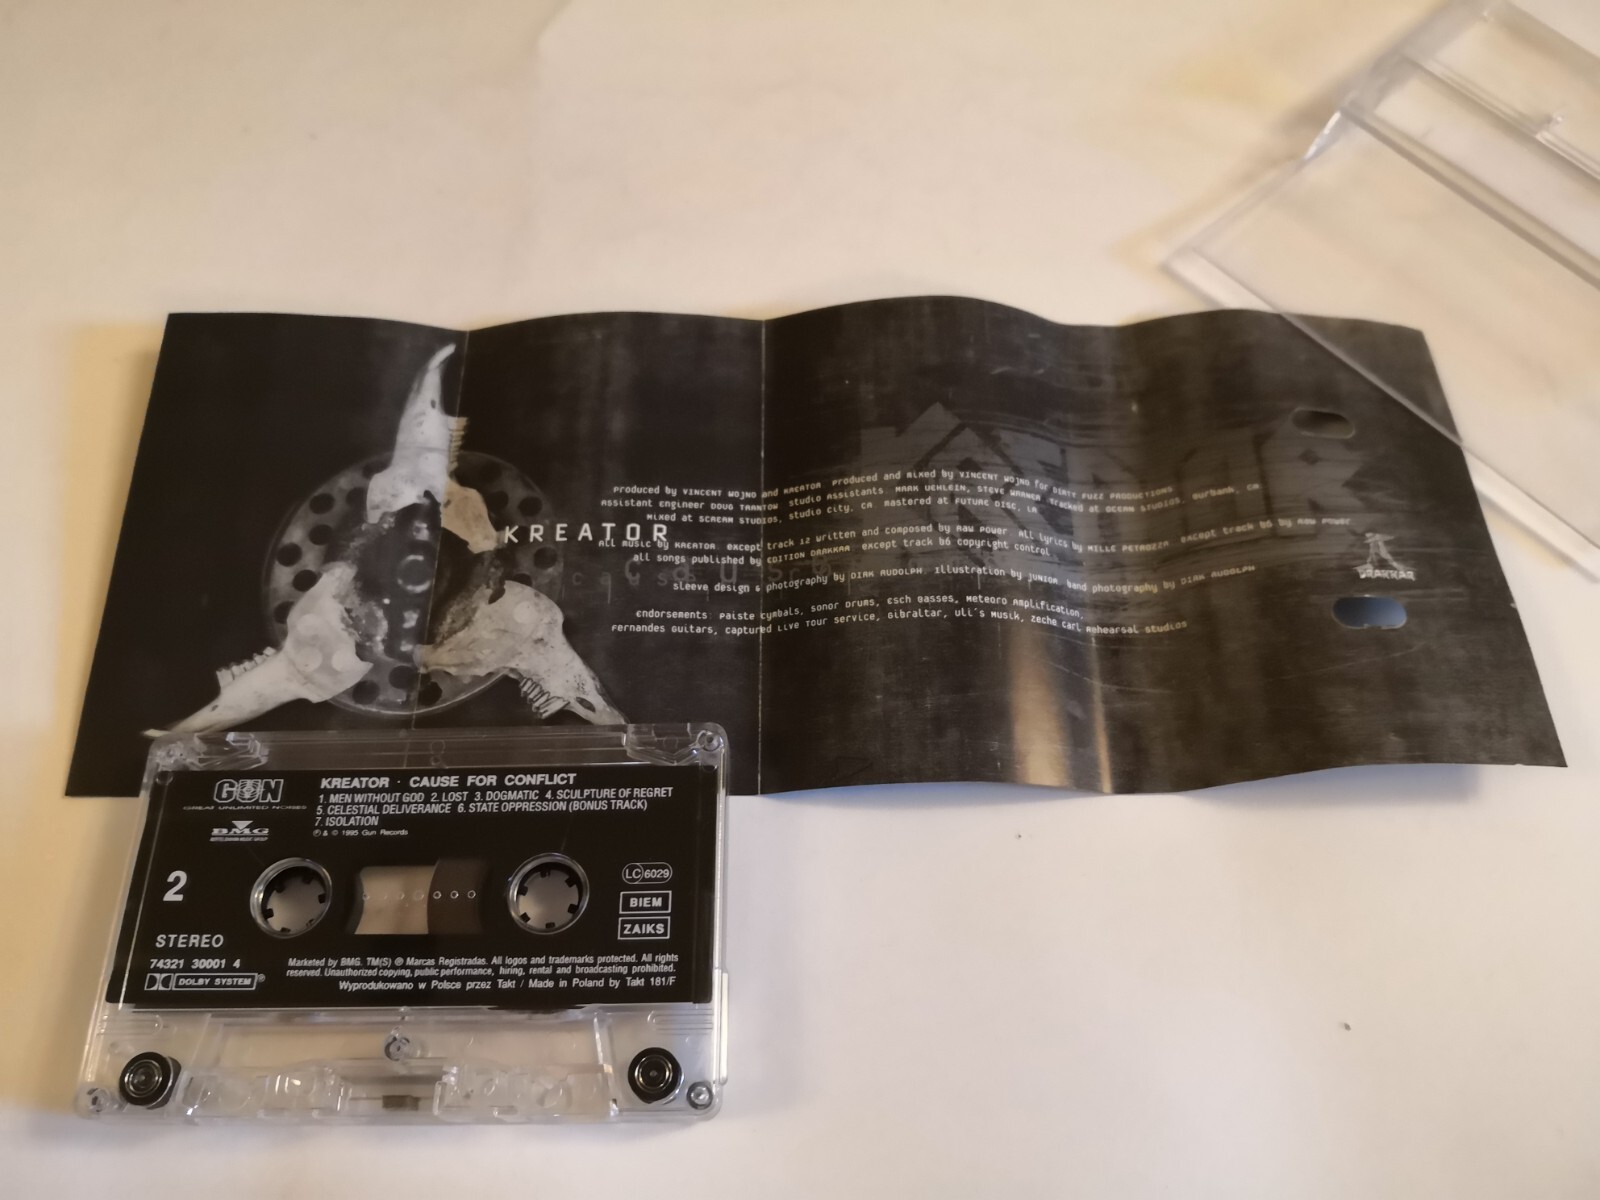 Produced by VINCENT WOJNO and KREATOR. Produced and mixed by VINCENT WOJNO for DIRTY FUZZ PRODUCTIONS
Assistant engineer DOUG TRANTOW. Studio assistants: MARK UEHLEIN, STEVE WARNER. Tracked at OCEAN STUDIOS, Burbank, CA
Mixed at SCREAM STUDIOS, studio city, CA mastered at FUTURE DISC, LA
KREATOR
All music by KREATOR. except track 12 written and composed by RAW POWER. All lyrics by MILLE PETROZZA. except track b6 by RAW POWER
all songs published by EDITION DRAKKAR. except track b6 copyright control
cause
sleeve design & photography by DIRK RUDOLPH. illustration by JUNIOR. band photography by DIRK RUDOLPH
Endorsements: Paiste cymbals, sonor Drums, Esch Basses, Meteoro Amplification,
Fernandes Guitars, captured Live Tour Service, Gibraltar, Uli's Musik, zeche carl Rehearsal Studios
DRAKKAR
GUN
GREAT UNLIMITED NOISES
BMG
KREATOR · CAUSE FOR CONFLICT
1. MEN WITHOUT GOD 2. LOST 3. DOGMATIC 4. SCULPTURE OF REGRET
5. CELESTIAL DELIVERANCE 6. STATE OPPRESSION (BONUS TRACK)
7. ISOLATION
℗ & © 1995 Gun Records
2
LC 6029
BIEM
ZAIKS
STEREO
74321 30001 4
DOLBY SYSTEM®
Marketed by BMG. TM(S) ® Marcas Registradas. All logos and trademarks protected. All rights
reserved. Unauthorized copying, public performance, hiring, rental and broadcasting prohibited.
Wyprodukowano w Polsce przez Takt / Made in Poland by Takt 181/F